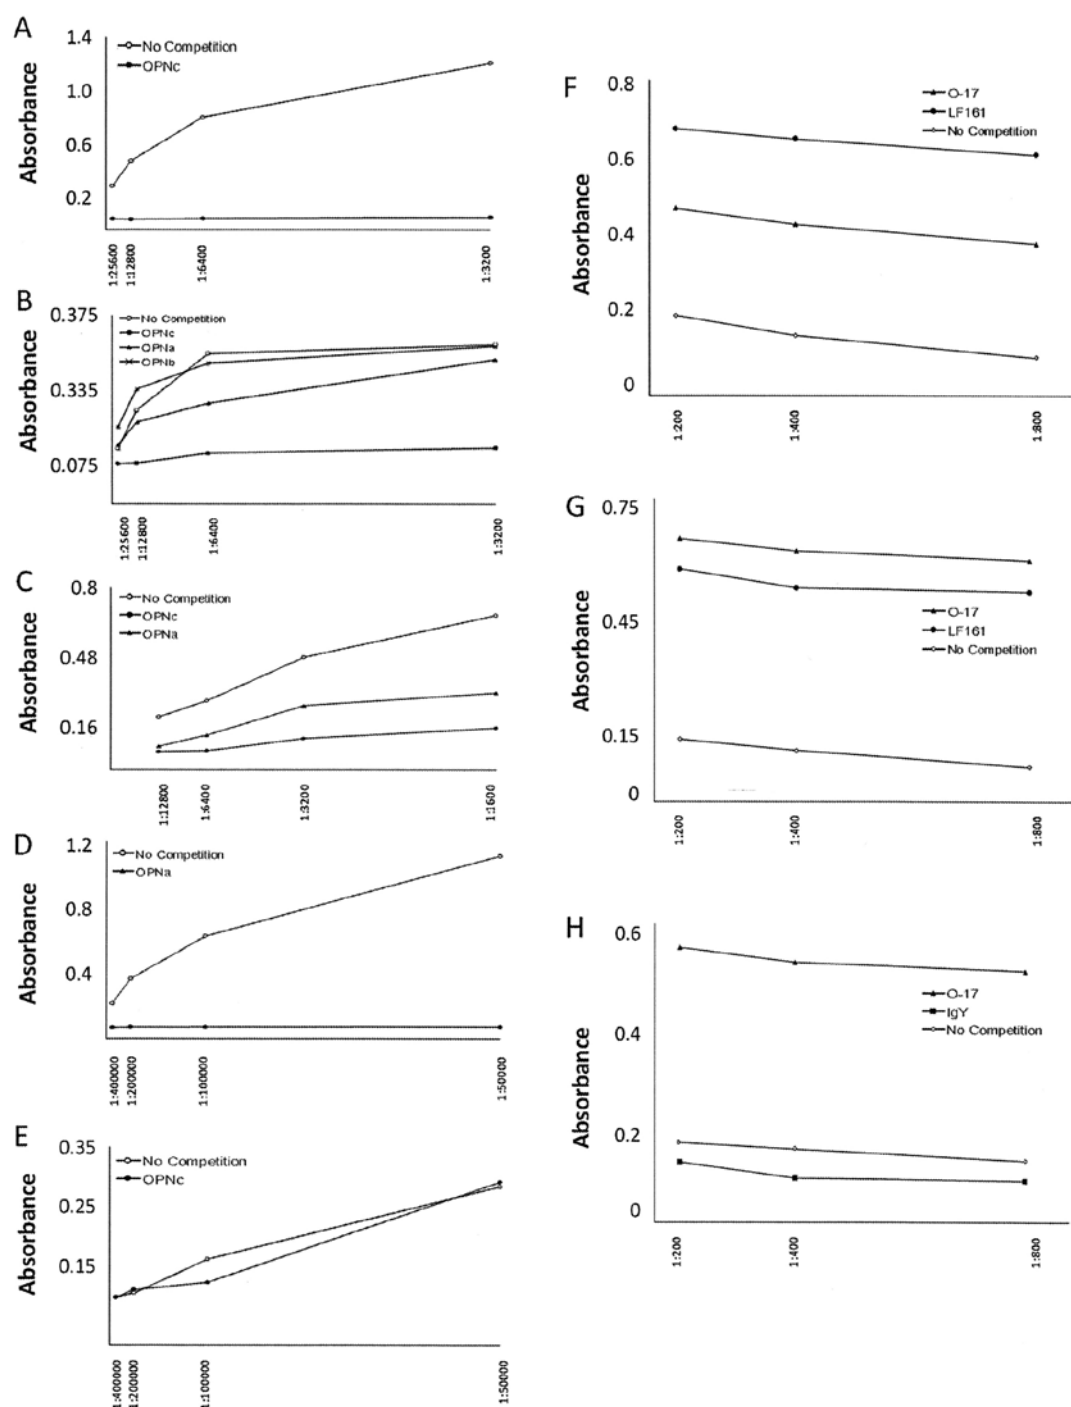 A
Absorbance
1.4
1.0
0.6
0.2
No Competition
OPNc
1:25600
1:12800
1:6400
1:3200
B
Absorbance
0.375
0.335
0.075
No Competition
OPNc
OPNa
OPNb
1:25600
1:12800
1:6400
1:3200
C
Absorbance
0.8
0.48
0.16
No Competition
OPNc
OPNa
1:12800
1:6400
1:3200
1:1600
D
Absorbance
1.2
0.8
0.4
No Competition
OPNa
1:400000
1:200000
1:100000
1:50000
E
Absorbance
0.35
0.25
0.15
No Competition
OPNc
1:400000
1:200000
1:100000
1:50000
F
Absorbance
0.8
0.6
0.4
0.2
0
O-17
LF161
No Competition
1:200
1:400
1:800
G
Absorbance
0.75
0.45
0.15
0
O-17
LF161
No Competition
1:200
1:400
1:800
H
Absorbance
0.6
0.4
0.2
0
O-17
IgY
No Competition
1:200
1:400
1:800